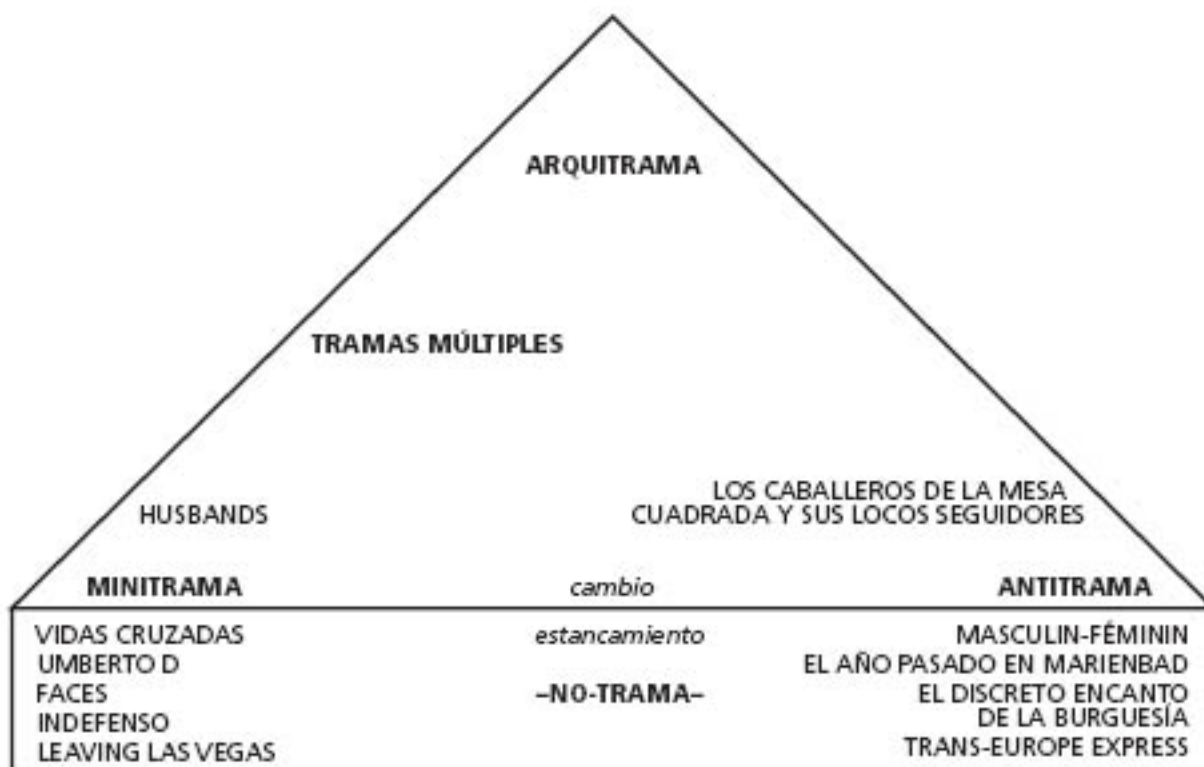 ARQUITRAMA
TRAMAS MÚLTIPLES
HUSBANDS
LOS CABALLEROS DE LA MESA
CUADRADA Y SUS LOCOS SEGUIDORES
MINITRAMA
cambio
ANTITRAMA
VIDAS CRUZADAS
estancamiento
MASCULIN-FÉMININ
UMBERTO D
EL AÑO PASADO EN MARIENBAD
FACES
–NO-TRAMA–
EL DISCRETO ENCANTO
DE LA BURGUESÍA
INDEFENSO
LEAVING LAS VEGAS
TRANS-EUROPE EXPRESS